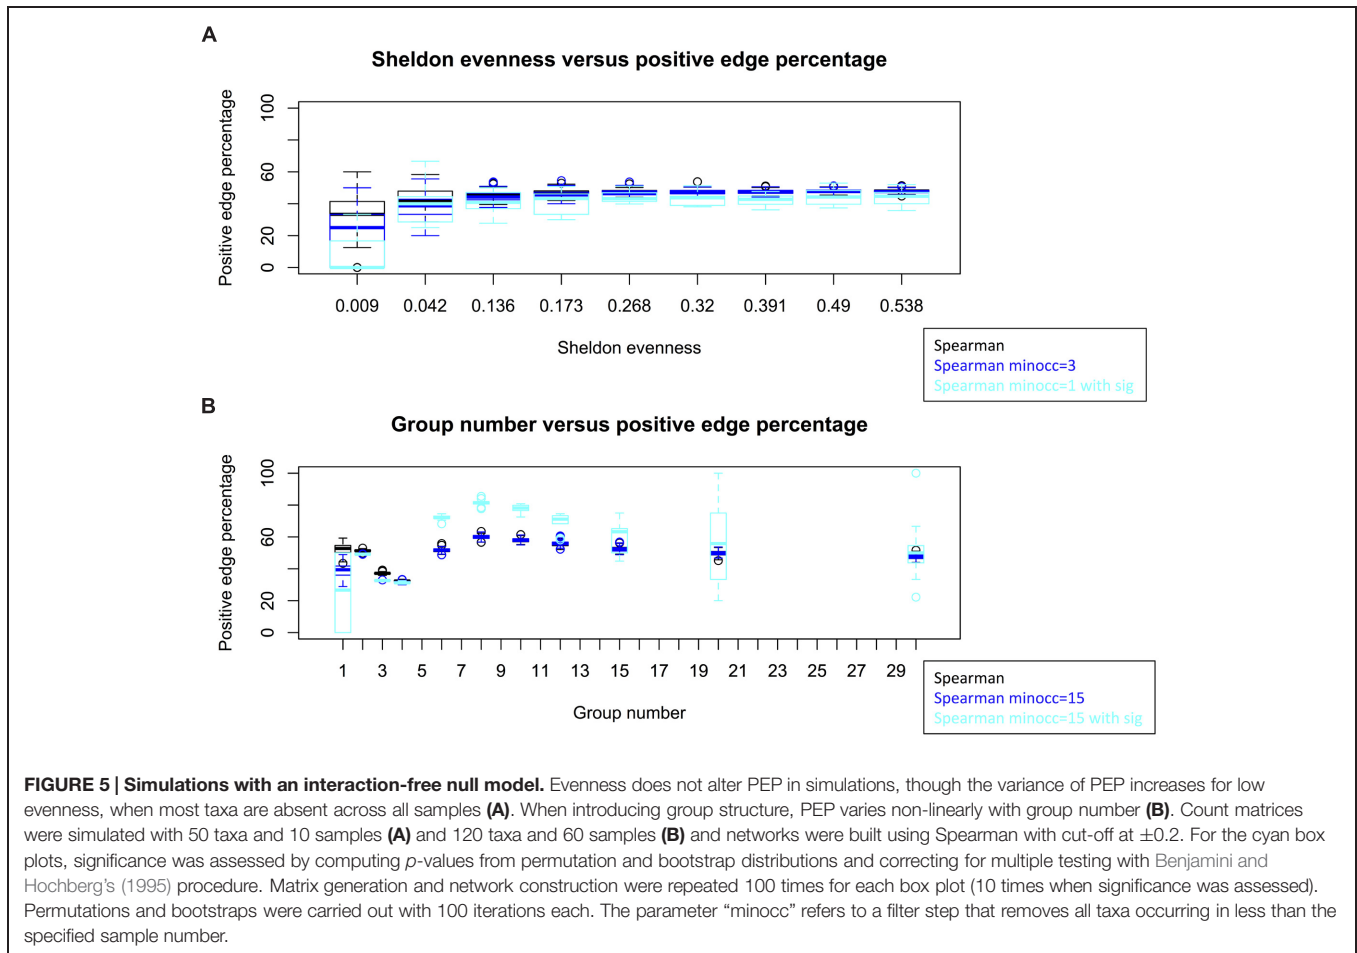 A
Sheldon evenness versus positive edge percentage
Positive edge percentage
100
60
20
0
0.009 0.042 0.136 0.173 0.268 0.32 0.391 0.49 0.538
Sheldon evenness
Spearman
Spearman minocc=3
Spearman minocc=1 with sig
B
Group number versus positive edge percentage
Positive edge percentage
100
60
20
0
1 3 5 7 9 11 13 15 17 19 21 23 25 27 29
Group number
Spearman
Spearman minocc=15
Spearman minocc=15 with sig
FIGURE 5 | Simulations with an interaction-free null model. Evenness does not alter PEP in simulations, though the variance of PEP increases for low
evenness, when most taxa are absent across all samples (A). When introducing group structure, PEP varies non-linearly with group number (B). Count matrices
were simulated with 50 taxa and 10 samples (A) and 120 taxa and 60 samples (B) and networks were built using Spearman with cut-off at ±0.2. For the cyan box
plots, significance was assessed by computing p-values from permutation and bootstrap distributions and correcting for multiple testing with Benjamini and
Hochberg's (1995) procedure. Matrix generation and network construction were repeated 100 times for each box plot (10 times when significance was assessed).
Permutations and bootstraps were carried out with 100 iterations each. The parameter “minocc” refers to a filter step that removes all taxa occurring in less than the
specified sample number.